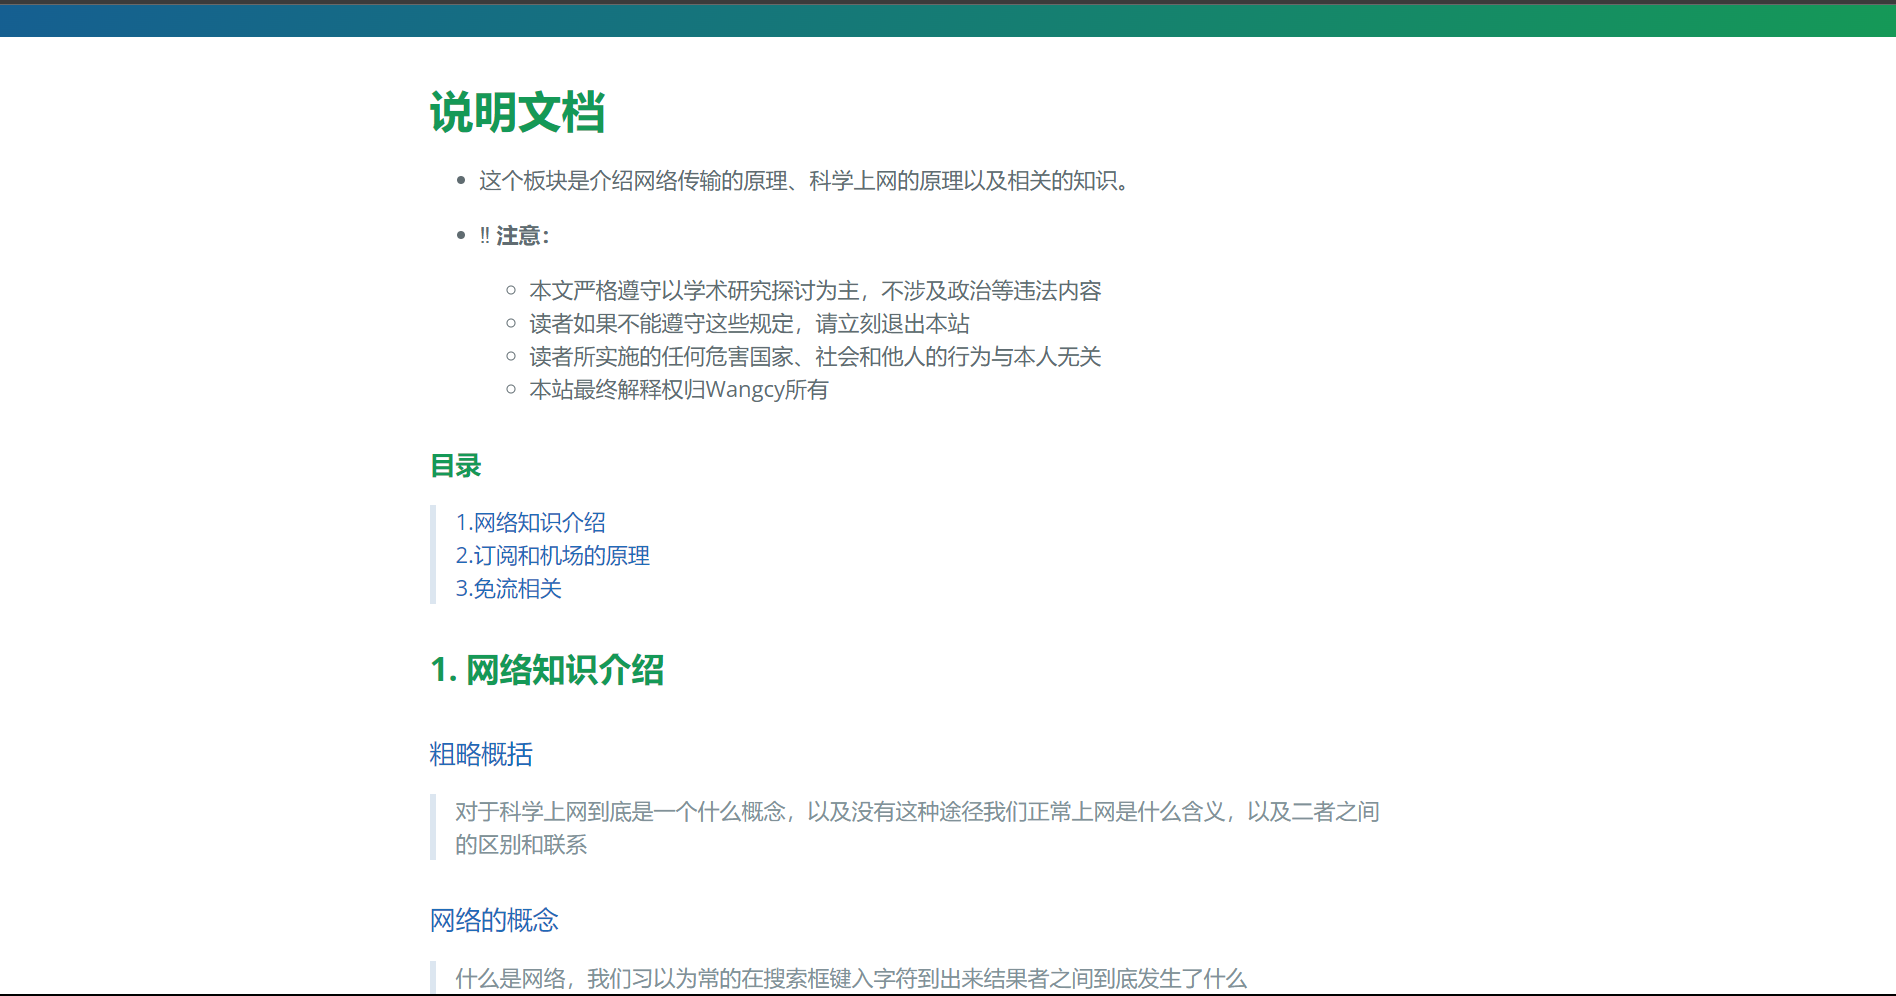 说明文档
这个板块是介绍网络传输的原理、科学上网的原理以及相关的知识。
‼ 注意：
本文严格遵守以学术研究探讨为主，不涉及政治等违法内容
读者如果不能遵守这些规定，请立刻退出本站
读者所实施的任何危害国家、社会和他人的行为与本人无关
本站最终解释权归Wangcy所有
目录
1.网络知识介绍
2.订阅和机场的原理
3.免流相关
1. 网络知识介绍
粗略概括
对于科学上网到底是一个什么概念，以及没有这种途径我们正常上网是什么含义，以及二者之间
的区别和联系
网络的概念
什么是网络，我们习以为常的在搜索框键入字符到出来结果者之间到底发生了什么